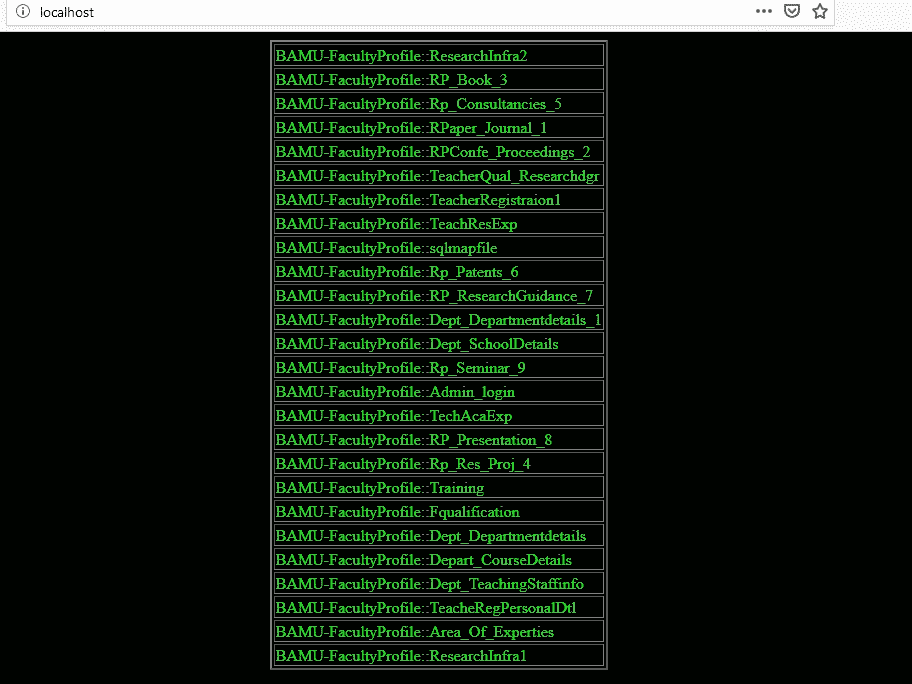 localhost
BAMU-FacultyProfile::ResearchInfra2
BAMU-FacultyProfile::RP_Book_3
BAMU-FacultyProfile::Rp_Consultancies_5
BAMU-FacultyProfile::RPaper_Journal_1
BAMU-FacultyProfile::RPConfe_Proceedings_2
BAMU-FacultyProfile::TeacherQual_Researchdgr
BAMU-FacultyProfile::TeacherRegistraion1
BAMU-FacultyProfile::TeachResExp
BAMU-FacultyProfile::sqlmapfile
BAMU-FacultyProfile::Rp_Patents_6
BAMU-FacultyProfile::RP_ResearchGuidance_7
BAMU-FacultyProfile::Dept_Departmentdetails_1
BAMU-FacultyProfile::Dept_SchoolDetails
BAMU-FacultyProfile::Rp_Seminar_9
BAMU-FacultyProfile::Admin_login
BAMU-FacultyProfile::TechAcaExp
BAMU-FacultyProfile::RP_Presentation_8
BAMU-FacultyProfile::Rp_Res_Proj_4
BAMU-FacultyProfile::Training
BAMU-FacultyProfile::Fqualification
BAMU-FacultyProfile::Dept_Departmentdetails
BAMU-FacultyProfile::Depart_CourseDetails
BAMU-FacultyProfile::Dept_TeachingStaffinfo
BAMU-FacultyProfile::TeacheRegPersonalDtl
BAMU-FacultyProfile::Area_Of_Experties
BAMU-FacultyProfile::ResearchInfra1